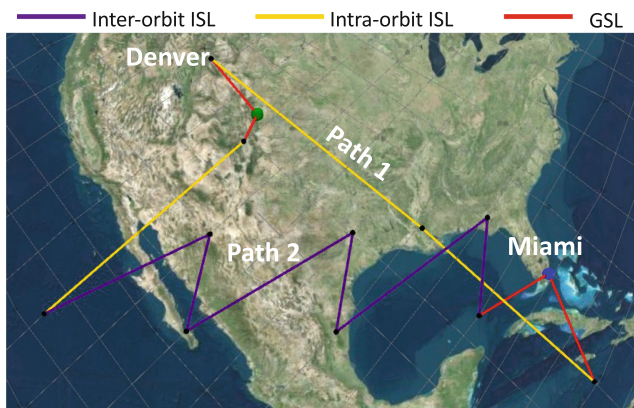 Inter-orbit ISL
Intra-orbit ISL
GSL
Denver
Path 1
Path 2
Miami